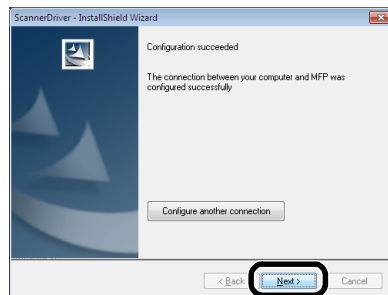 ScannerDriver - InstallShield Wizard
Configuration succeeded
The connection between your computer and MFP was
configured successfully
Configure another connection
< Back
Next >
Cancel